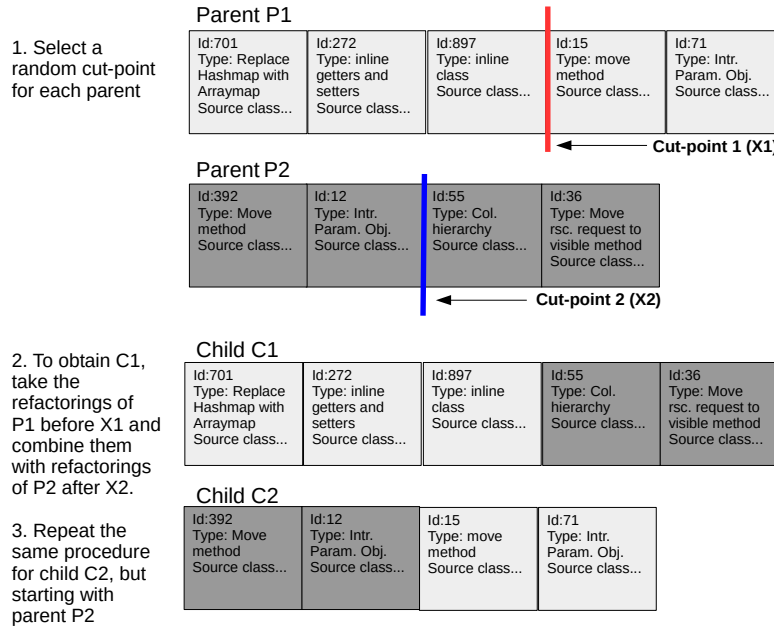 Parent P1
1. Select a
random cut-point
for each parent
Id:701
Type: Replace
Hashmap with
Arraymap
Source class...
Id:272
Type: inline
getters and
setters
Source class...
Id:897
Type: inline
class
Source class...
Id:15
Type: move
method
Source class...
Id:71
Type: Intr.
Param. Obj.
Source class...
Cut-point 1 (X1)
Parent P2
Id:392
Type: Move
method
Source class...
Id:12
Type: Intr.
Param. Obj.
Source class...
Id:55
Type: Col.
hierarchy
Source class...
Id:36
Type: Move
rsc. request to
visible method
Source class...
Cut-point 2 (X2)
2. To obtain C1,
take the
refactorings of
P1 before X1 and
combine them
with refactorings
of P2 after X2.
Child C1
Id:701
Type: Replace
Hashmap with
Arraymap
Source class...
Id:272
Type: inline
getters and
setters
Source class...
Id:897
Type: inline
class
Source class...
Id:55
Type: Col.
hierarchy
Source class...
Id:36
Type: Move
rsc. request to
visible method
Source class...
3. Repeat the
same procedure
for child C2, but
starting with
parent P2
Child C2
Id:392
Type: Move
method
Source class...
Id:12
Type: Intr.
Param. Obj.
Source class...
Id:15
Type: move
method
Source class...
Id:71
Type: Intr.
Param. Obj.
Source class...